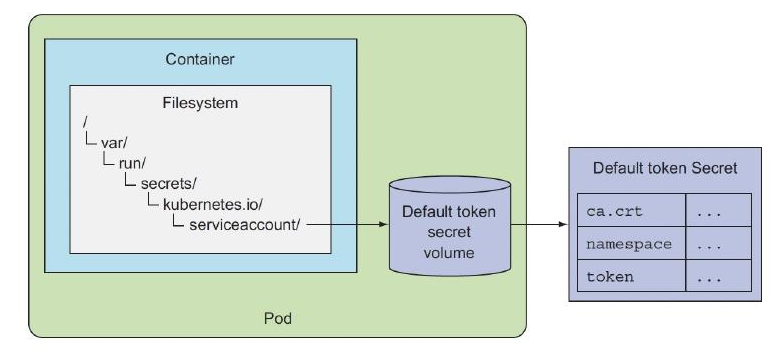 Container
Filesystem
/
var/
run/
secrets/
kubernetes.io/
serviceaccount/
Default token
secret
volume
Default token Secret
ca.crt ...
namespace ...
token ...
Pod